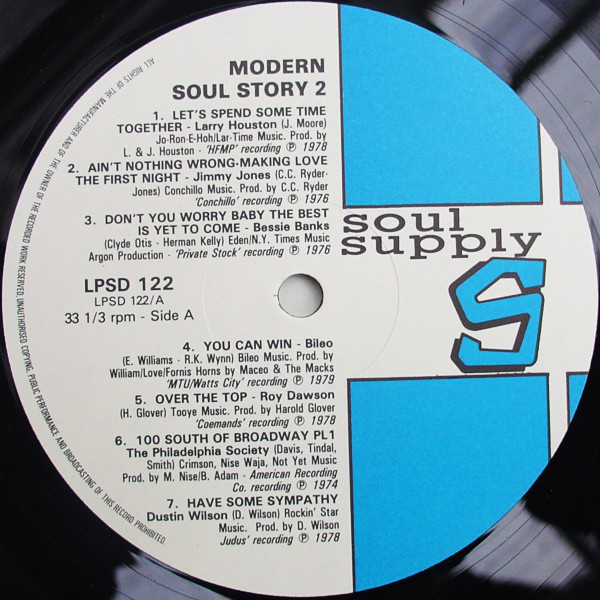 MODERN
SOUL STORY 2
1. LET'S SPEND SOME TIME
TOGETHER - Larry Houston (J. Moore)
Jo-Ron-E-Hoh/Lar-Time Music. Prod. by
L. & J. Houston - 'HFMP' recording Ⓟ 1978
2. AIN'T NOTHING WRONG-MAKING LOVE
THE FIRST NIGHT - Jimmy Jones (C.C. Ryder-
Jones) Conchillo Music. Prod. by C.C. Ryder
'Conchillo' recording Ⓟ 1976
3. DON'T YOU WORRY BABY THE BEST
IS YET TO COME - Bessie Banks
(Clyde Otis - Herman Kelly) Eden/N.Y. Times Music
Argon Production - 'Private Stock' recording Ⓟ 1976
LPSD 122
LPSD 122/A
33 1/3 rpm - Side A
4. YOU CAN WIN - Bileo
(E. Williams - R.K. Wynn) Bileo Music. Prod. by
William/Love/Fornis Horns by Maceo & The Macks
'MTU/Watts City' recording Ⓟ 1979
5. OVER THE TOP - Roy Dawson
(H. Glover) Tooye Music. Prod. by Harold Glover
'Coemands' recording Ⓟ 1978
6. 100 SOUTH OF BROADWAY PL1
The Philadelphia Society (Davis, Tindal,
Smith) Crimson, Nise Waja, Not Yet Music
Prod. by M. Nise/B. Adam - American Recording
Co. recording Ⓟ 1974
7. HAVE SOME SYMPATHY
Dustin Wilson (D. Wilson) Rockin' Star
Music. Prod. by D. Wilson
Judus' recording Ⓟ 1978
soul
supply
S
ALL RIGHTS OF THE MANUFACTURER AND OF THE OWNER OF THE RECORDED WORK RESERVED. UNAUTHORISED COPYING, PUBLIC PERFORMANCE AND BROADCASTING OF THIS RECORD PROHIBITED.